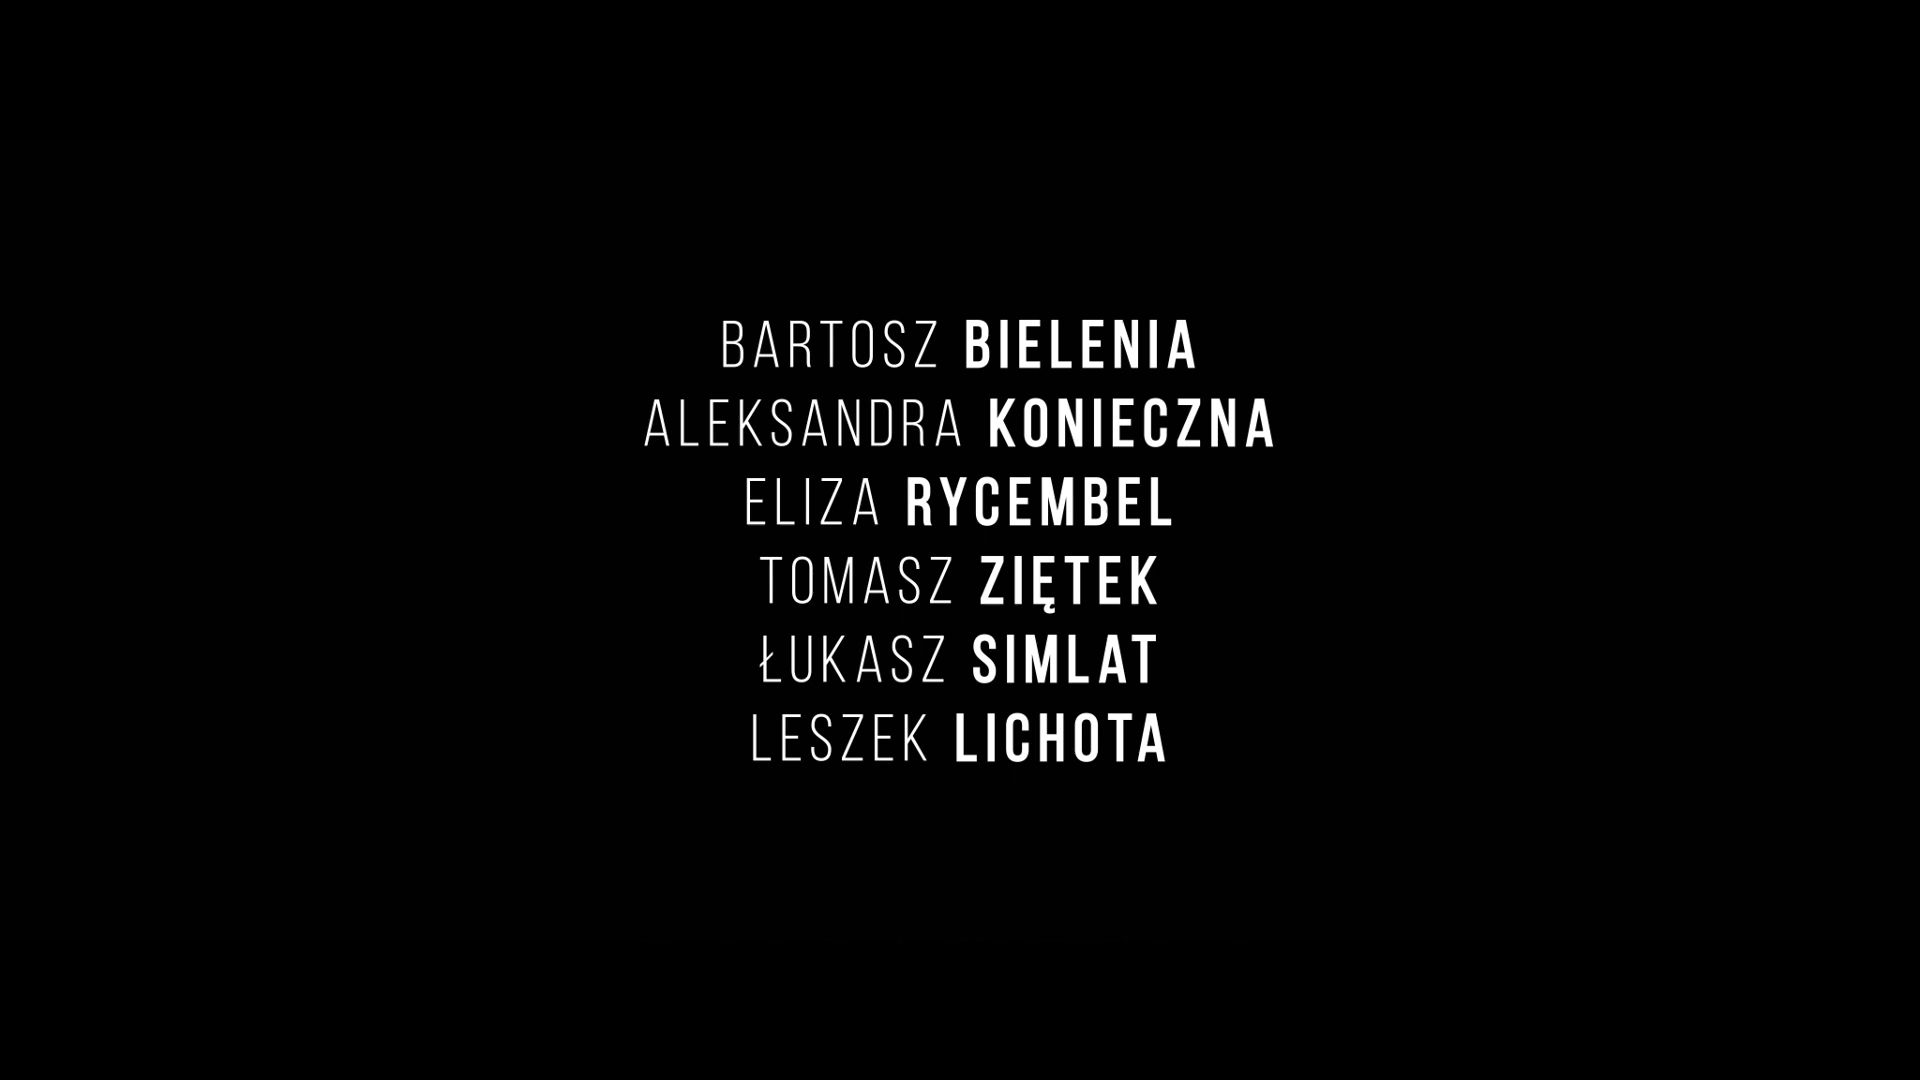 BARTOSZ BIELENIA
ALEKSANDRA KONIECZNA
ELIZA RYCEMBEL
TOMASZ ZIĘTEK
ŁUKASZ SIMLAT
LESZEK LICHOTA